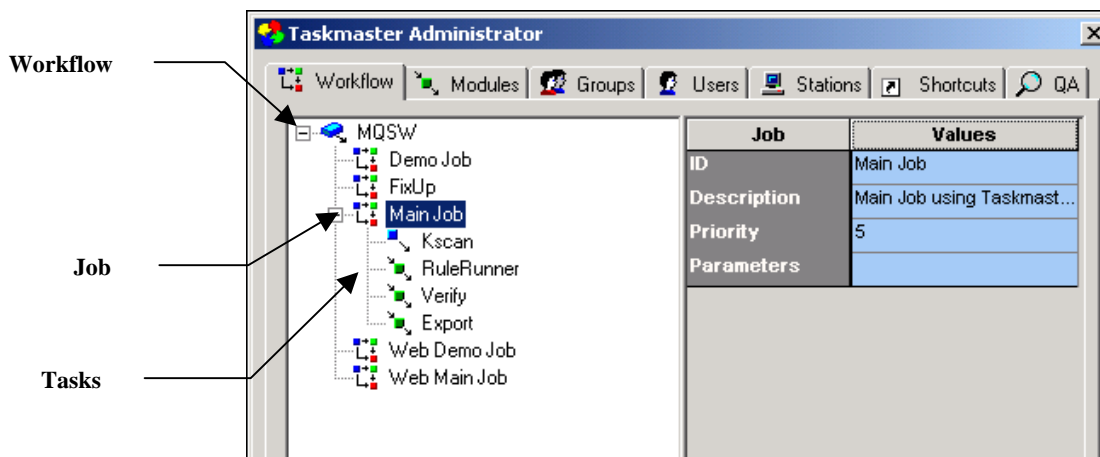 Taskmaster Administrator
Workflow
Workflow Modules Groups Users Stations Shortcuts QA
MQSW
Demo Job
FixUp
Main Job
Kscan
RuleRunner
Verify
Export
Web Demo Job
Web Main Job
Job
Tasks
Job Values
ID Main Job
Description Main Job using Taskmast...
Priority 5
Parameters